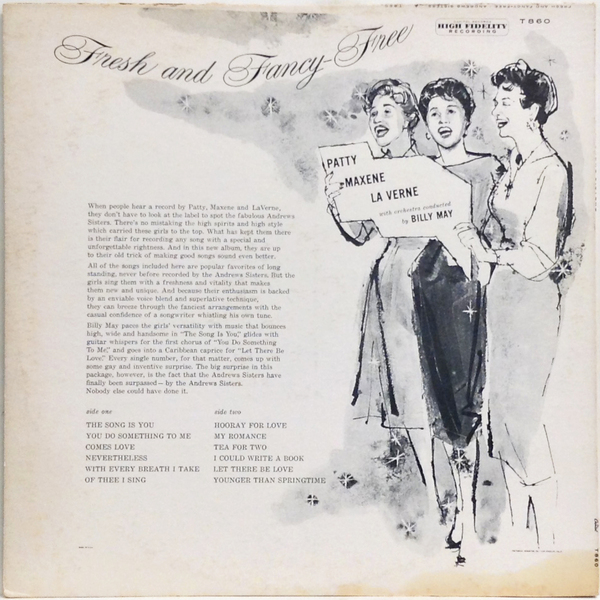 HIGH FIDELITY
RECORDING
T860
Fresh and Fancy-Free
PATTY
MAXENE
LA VERNE
with orchestra conducted
by BILLY MAY
When people hear a record by Patty, Maxene and LaVerne,
they don't have to look at the label to spot the fabulous Andrews
Sisters. There's no mistaking the high spirits and high style
which carried these girls to the top. What has kept them there
is their flair for recording any song with a special and
unforgettable rightness. And in this new album, they are up
to their old trick of making good songs sound even better.
All of the songs included here are popular favorites of long
standing, never before recorded by the Andrews Sisters. But the
girls sing them with a freshness and vitality that makes
them new and unique. And because their enthusiasm is backed
by an enviable voice blend and superlative technique,
they can breeze through the fanciest arrangements with the
casual confidence of a songwriter whistling his own tune.
Billy May paces the girls' versatility with music that bounces
high, wide and handsome in "The Song is You," glides with
guitar whispers for the first chorus of "You Do Something
To Me," and goes into a Caribbean caprice for "Let There Be
Love." Every single number, for that matter, comes up with
some gay and inventive surprise. The big surprise in this
package, however, is the fact that the Andrews Sisters have
finally been surpassed—by the Andrews Sisters.
Nobody else could have done it.
side one
THE SONG IS YOU
YOU DO SOMETHING TO ME
COMES LOVE
NEVERTHELESS
WITH EVERY BREATH I TAKE
OF THEE I SING
side two
HOORAY FOR LOVE
MY ROMANCE
TEA FOR TWO
I COULD WRITE A BOOK
LET THERE BE LOVE
YOUNGER THAN SPRINGTIME
T860